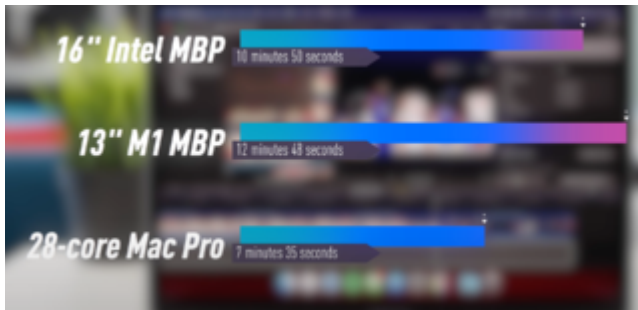 16" Intel MBP
10 minutes 50 seconds
13" M1 MBP
12 minutes 48 seconds
28-core Mac Pro
7 minutes 35 seconds